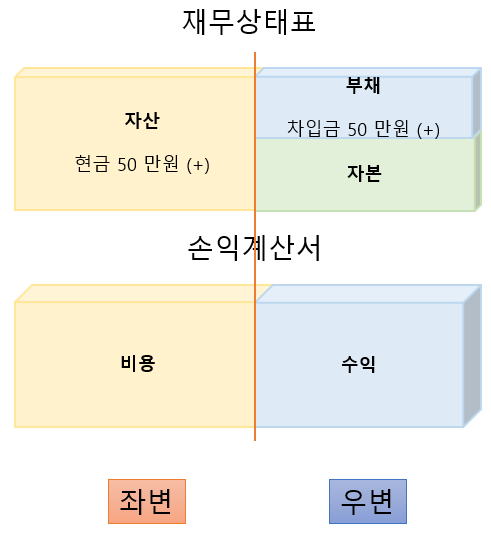 재무상태표
자산
현금 50 만원 (+)
부채
차입금 50 만원 (+)
자본
손익계산서
비용
수익
좌변
우변